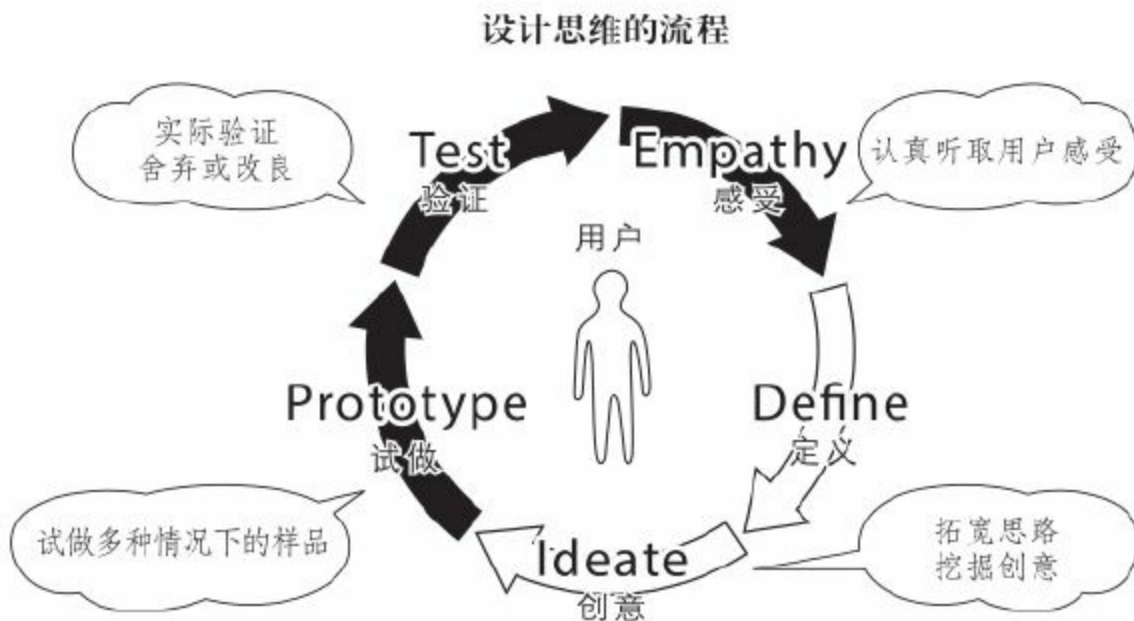 设计思维的流程
实际验证
舍弃或改良
Test
验证
Empathy
感受
认真听取用户感受
用户
Prototype
试做
Define
定义
试做多种情况下的样品
Ideate
创意
拓宽思路
挖掘创意